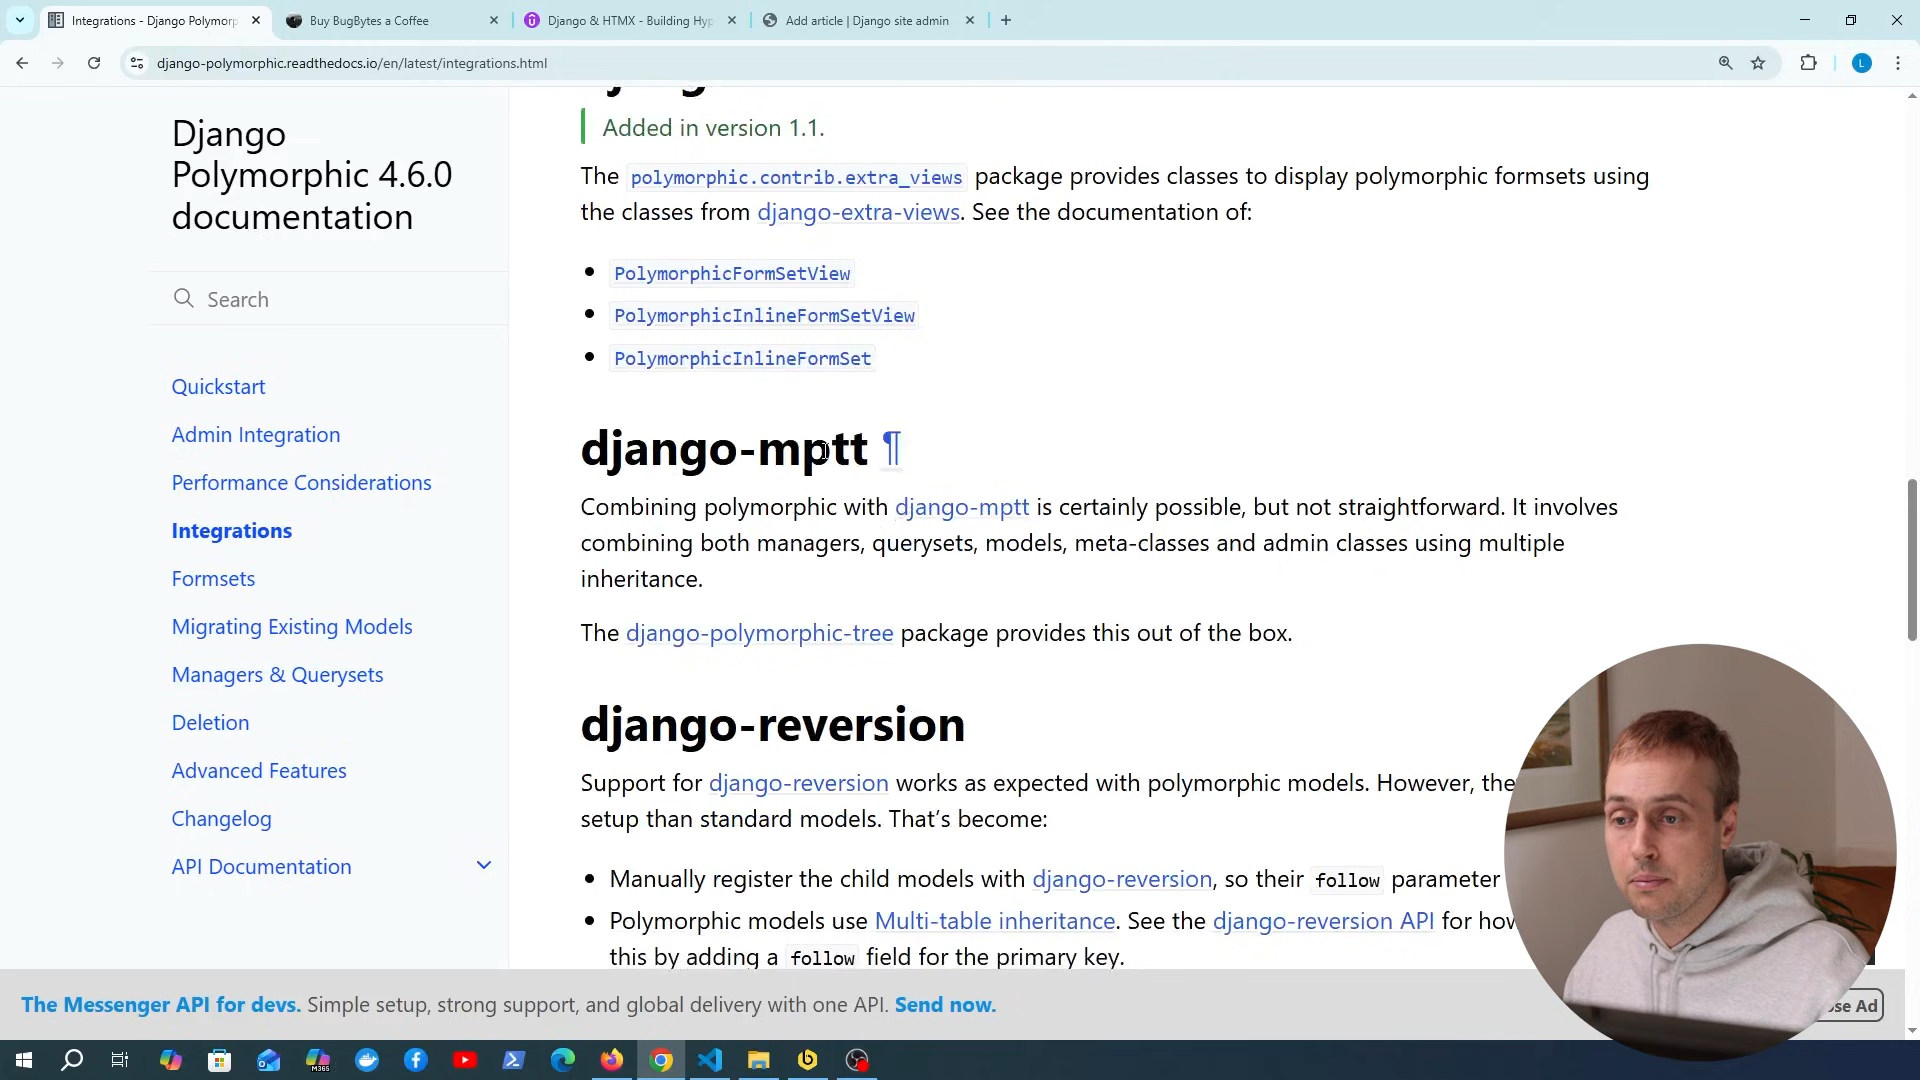 Integrations - Django Polymorp
Buy BugBytes a Coffee
Django & HTMX - Building Hyp
Add article | Django site admin
django-polymorphic.readthedocs.io/en/latest/integrations.html
L
Django
Polymorphic 4.6.0
documentation
Search
Quickstart
Admin Integration
Performance Considerations
Integrations
Formsets
Migrating Existing Models
Managers & Querysets
Deletion
Advanced Features
Changelog
API Documentation
Added in version 1.1.
The polymorphic.contrib.extra_views package provides classes to display polymorphic formsets using
the classes from django-extra-views. See the documentation of:
• PolymorphicFormSetView
• PolymorphicInlineFormSetView
• PolymorphicInlineFormSet
django-mptt ¶
Combining polymorphic with django-mptt is certainly possible, but not straightforward. It involves
combining both managers, querysets, models, meta-classes and admin classes using multiple
inheritance.
The django-polymorphic-tree package provides this out of the box.
django-reversion
Support for django-reversion works as expected with polymorphic models. However, the
setup than standard models. That’s become:
• Manually register the child models with django-reversion, so their follow parameter
• Polymorphic models use Multi-table inheritance. See the django-reversion API for how
this by adding a follow field for the primary key.
The Messenger API for devs. Simple setup, strong support, and global delivery with one API. Send now.
Ad
M365